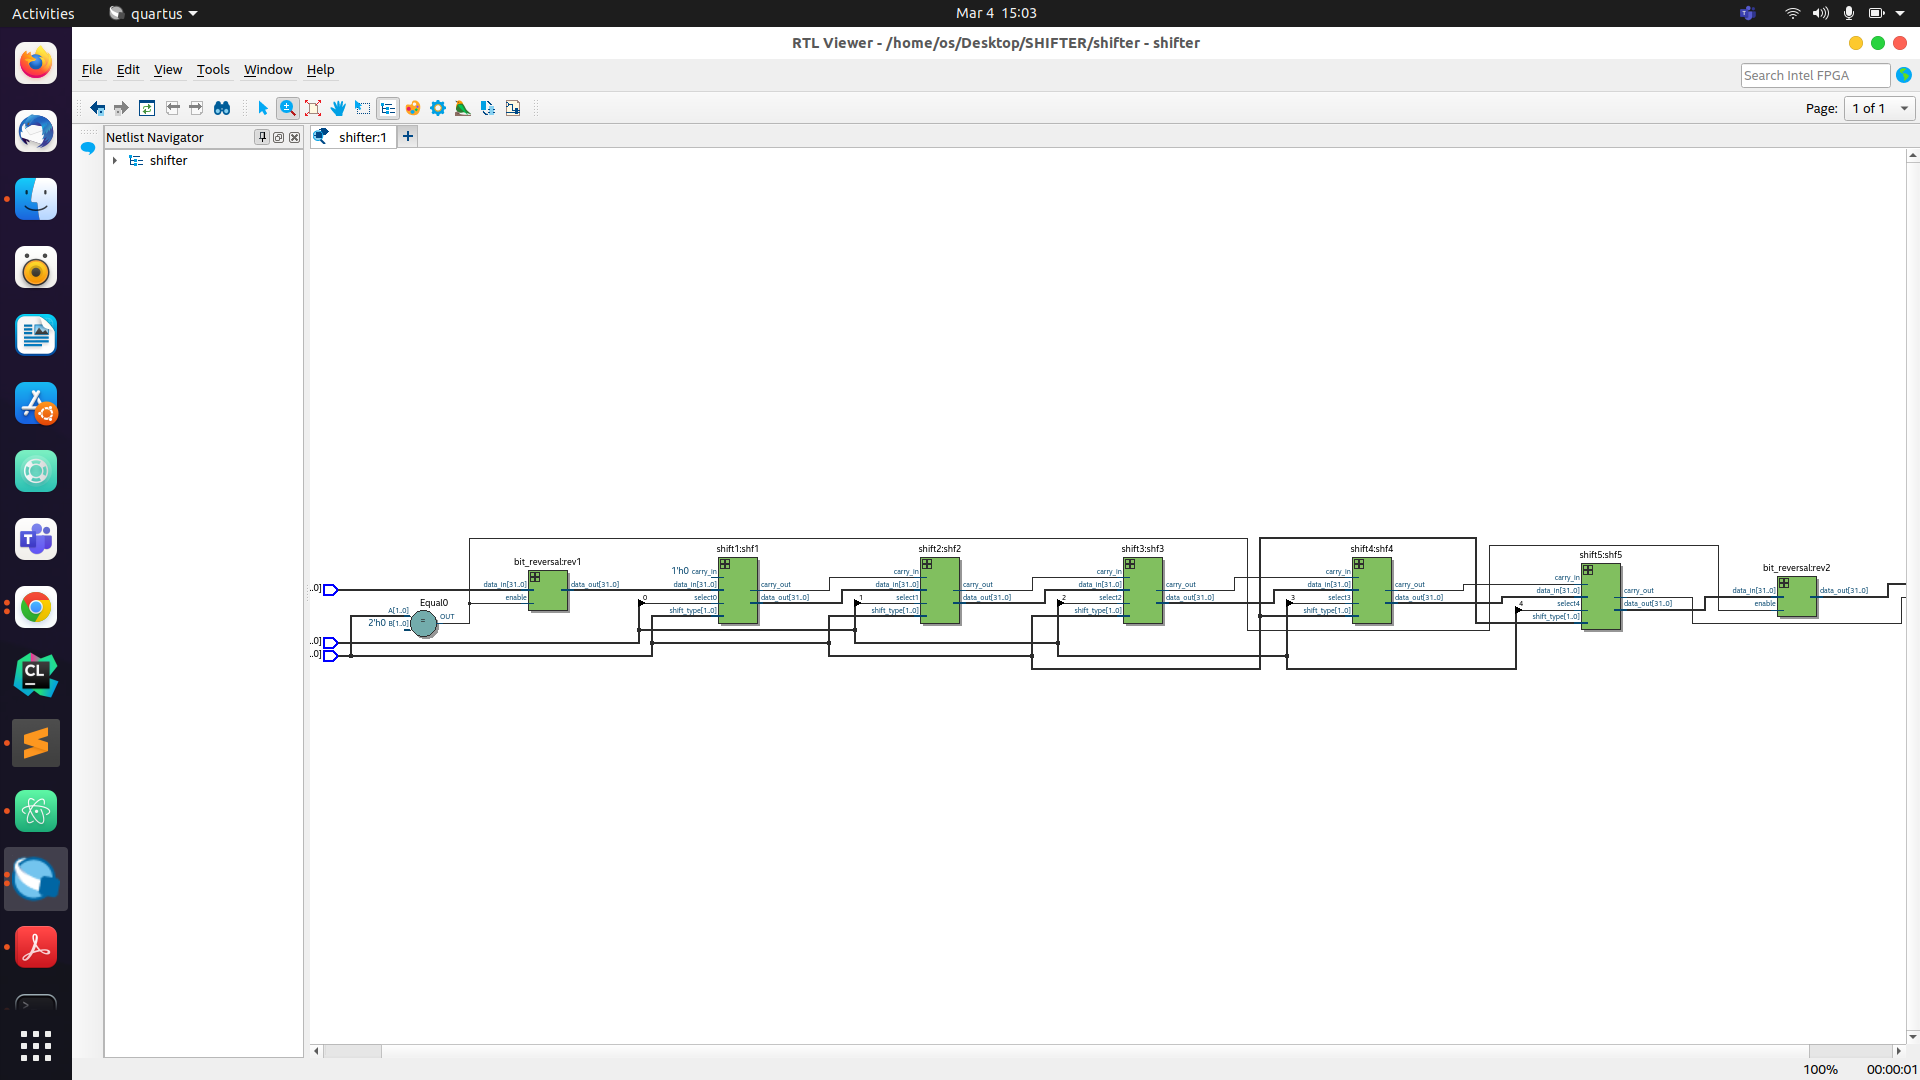 Activities
quartus
Mar 4 15:03
RTL Viewer - /home/os/Desktop/SHIFTER/shifter - shifter
File Edit View Tools Window Help
Search Intel FPGA
Page: 1 of 1
Netlist Navigator
shifter:1
shifter
bit_reversal:rev1
data_in[31..0]
enable
data_out[31..0]
Equal0
A[1..0]
2'h0 B[1..0]
=
OUT
..0]
..0]
..0]
shift1:shf1
1'h0 carry_in
data_in[31..0]
0
select0
shift_type[1..0]
carry_out
data_out[31..0]
shift2:shf2
carry_in
data_in[31..0]
1
select1
shift_type[1..0]
carry_out
data_out[31..0]
shift3:shf3
carry_in
data_in[31..0]
2
select2
shift_type[1..0]
carry_out
data_out[31..0]
shift4:shf4
carry_in
data_in[31..0]
3
select3
shift_type[1..0]
carry_out
data_out[31..0]
shift5:shf5
carry_in
data_in[31..0]
4
select4
shift_type[1..0]
carry_out
data_out[31..0]
bit_reversal:rev2
data_in[31..0]
enable
data_out[31..0]
CL
100%
00:00:01